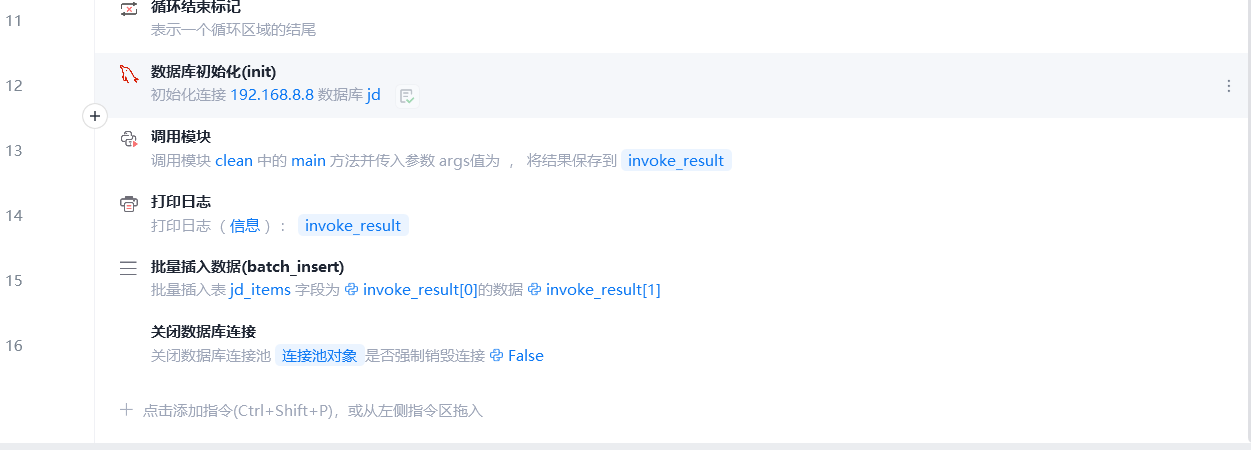 11
循环结束标记
表示一个循环区域的结尾
12
数据库初始化(init)
初始化连接 192.168.8.8 数据库 jd
13
调用模块
调用模块 clean 中的 main 方法并传入参数 args值为 ， 将结果保存到 invoke_result
14
打印日志
打印日志（ 信息 ）： invoke_result
15
批量插入数据(batch_insert)
批量插入表 jd_items 字段为 invoke_result[0]的数据 invoke_result[1]
16
关闭数据库连接
关闭数据库连接池 连接池对象 是否强制销毁连接 False
点击添加指令(Ctrl+Shift+P)，或从左侧指令区拖入